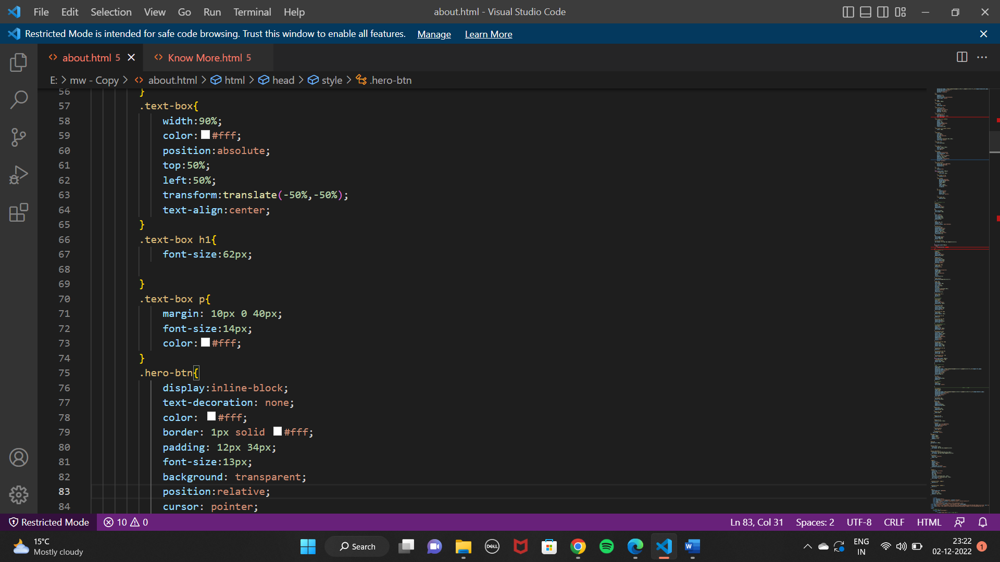 File Edit Selection View Go Run Terminal Help about.html - Visual Studio Code
Restricted Mode is intended for safe code browsing. Trust this window to enable all features. Manage Learn More
about.html 5 Know More.html 5
E: > mw - Copy > about.html > html > head > style > .hero-btn
56 }
57 .text-box{
58 width:90%;
59 color:#fff;
60 position:absolute;
61 top:50%;
62 left:50%;
63 transform:translate(-50%,-50%);
64 text-align:center;
65 }
66 .text-box h1{
67 font-size:62px;
68
69 }
70 .text-box p{
71 margin: 10px 0 40px;
72 font-size:14px;
73 color:#fff;
74 }
75 .hero-btn{
76 display:inline-block;
77 text-decoration: none;
78 color: #fff;
79 border: 1px solid #fff;
80 padding: 12px 34px;
81 font-size:13px;
82 background: transparent;
83 position:relative;
84 cursor: pointer;
Restricted Mode 10 0 Ln 83, Col 31 Spaces: 2 UTF-8 CRLF HTML
15°C
Mostly cloudy
Search
DELL
W
ENG
IN
23:22
02-12-2022
1